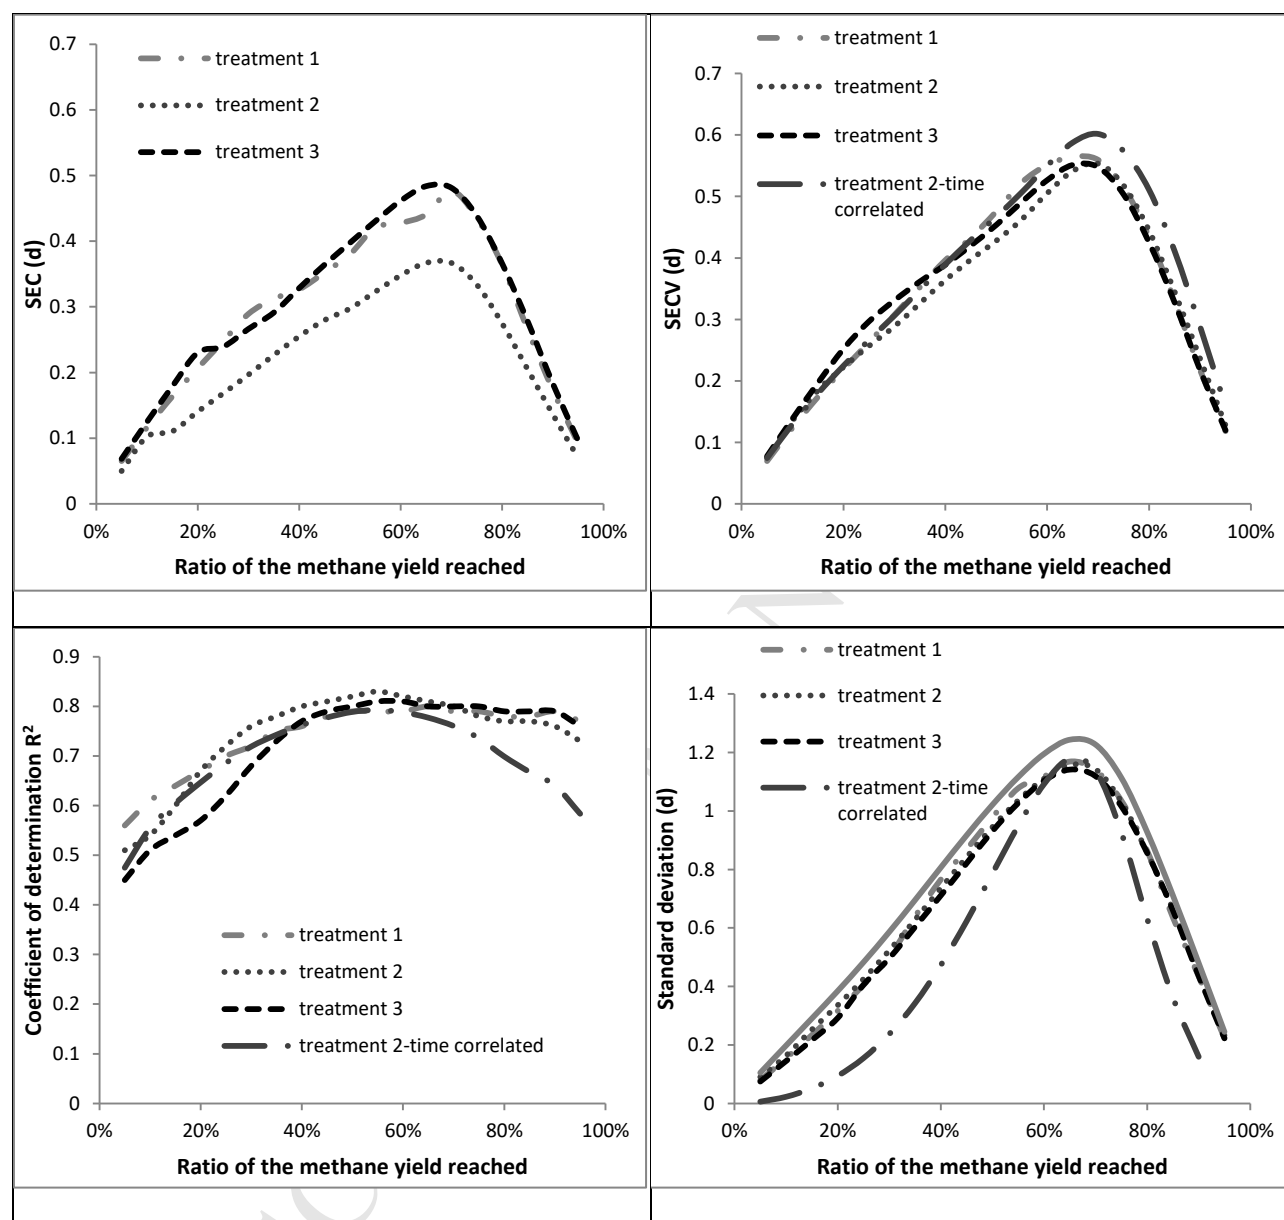 0.7
0.6
0.5
0.4
0.3
0.2
0.1
0
SEC (d)
treatment 1
treatment 2
treatment 3
0%
20%
40%
60%
80%
100%
Ratio of the methane yield reached
treatment 1
treatment 2
treatment 3
treatment 2-time
correlated
0.7
0.6
0.5
0.4
0.3
0.2
0.1
0
SECV (d)
0%
20%
40%
60%
80%
100%
Ratio of the methane yield reached
0.9
0.8
0.7
0.6
0.5
0.4
0.3
0.2
0.1
0
Coefficient of determination R²
treatment 1
treatment 2
treatment 3
treatment 2-time correlated
0%
20%
40%
60%
80%
100%
Ratio of the methane yield reached
treatment 1
treatment 2
treatment 3
treatment 2-time
correlated
1.4
1.2
1
0.8
0.6
0.4
0.2
0
Standard deviation (d)
0%
20%
40%
60%
80%
100%
Ratio of the methane yield reached